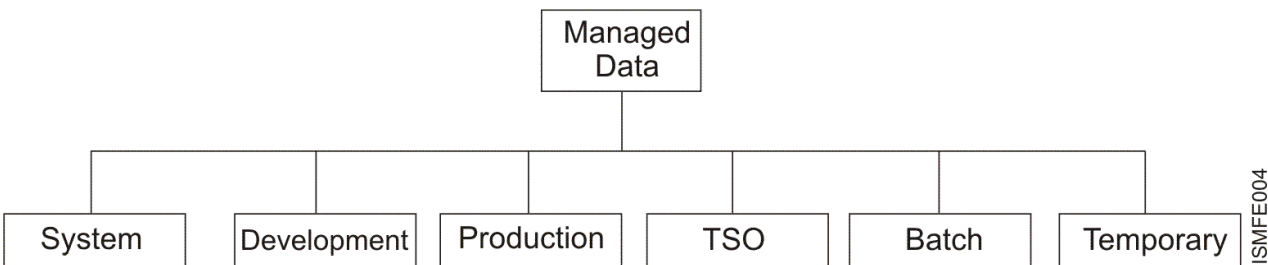 Managed
Data
System
Development
Production
TSO
Batch
Temporary
ISMFE004